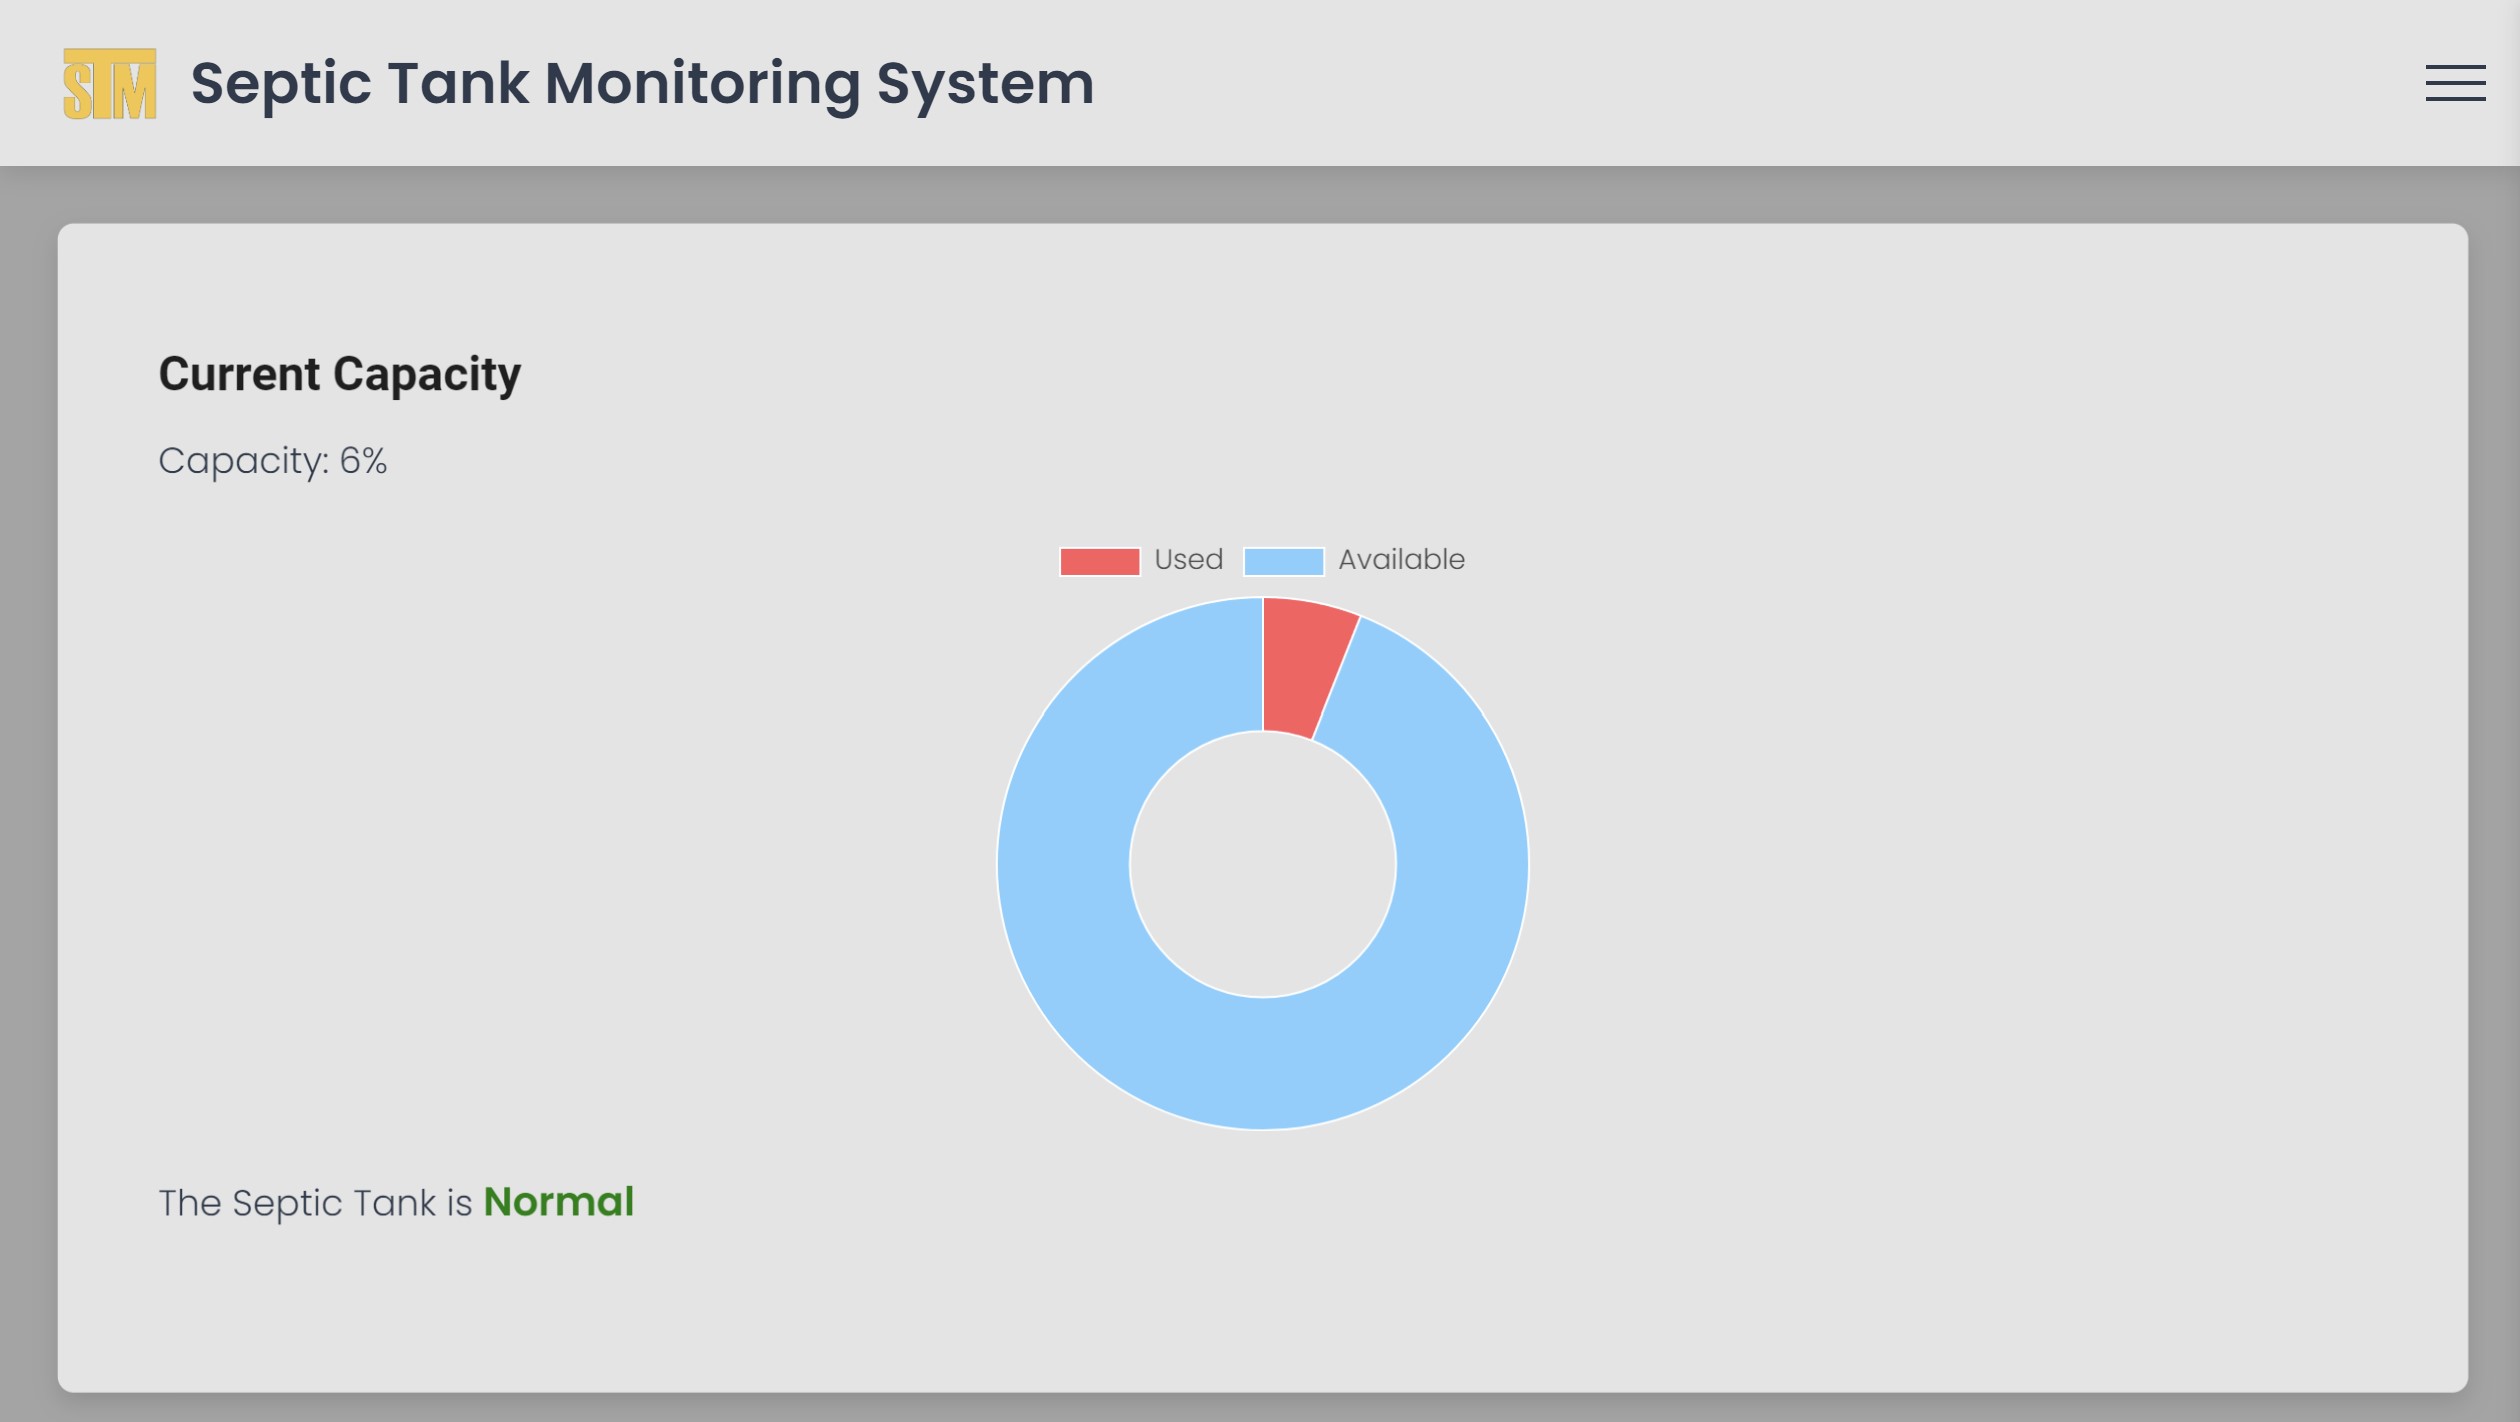 STM
Septic Tank Monitoring System
Current Capacity
Capacity: 6%
Used
Available
The Septic Tank is Normal